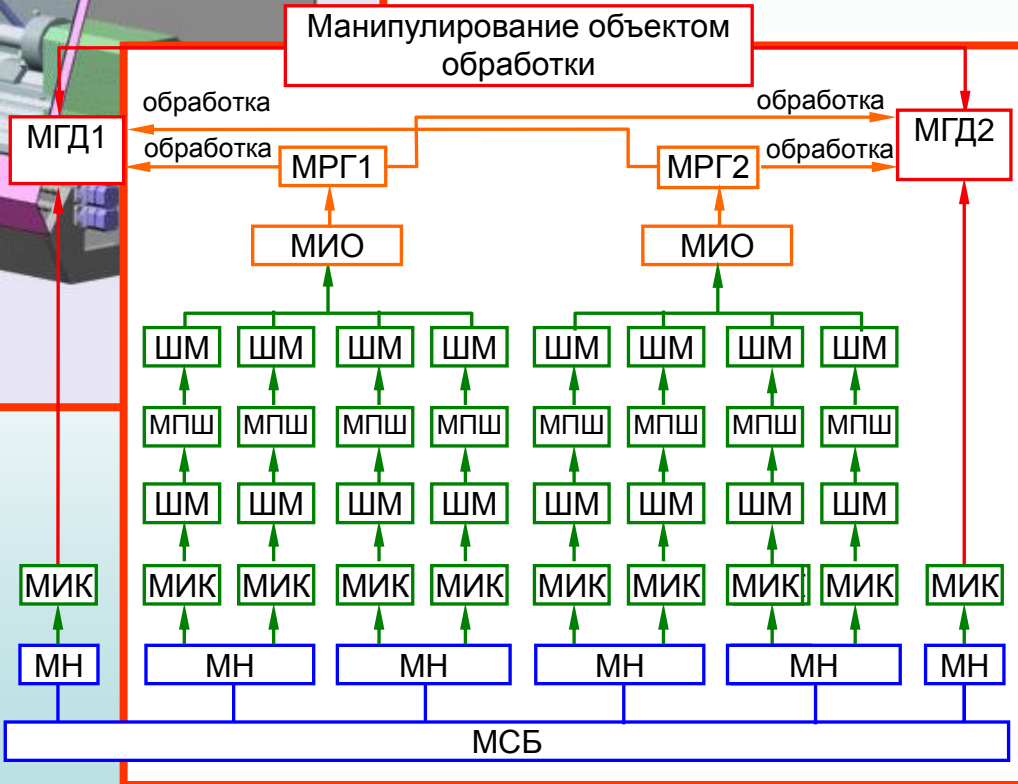 Манипулирование объектом
обработки
обработка
обработка
МГД1
МГД2
обработка
обработка
МРГ1
МРГ2
МИО
МИО
ШМ ШМ ШМ ШМ ШМ ШМ ШМ ШМ
МПШ МПШ МПШ МПШ МПШ МПШ МПШ МПШ
ШМ ШМ ШМ ШМ ШМ ШМ ШМ ШМ
МИК МИК МИК МИК МИК МИК МИК МИК МИК МИК
МН МН МН МН МН МН
МСБ